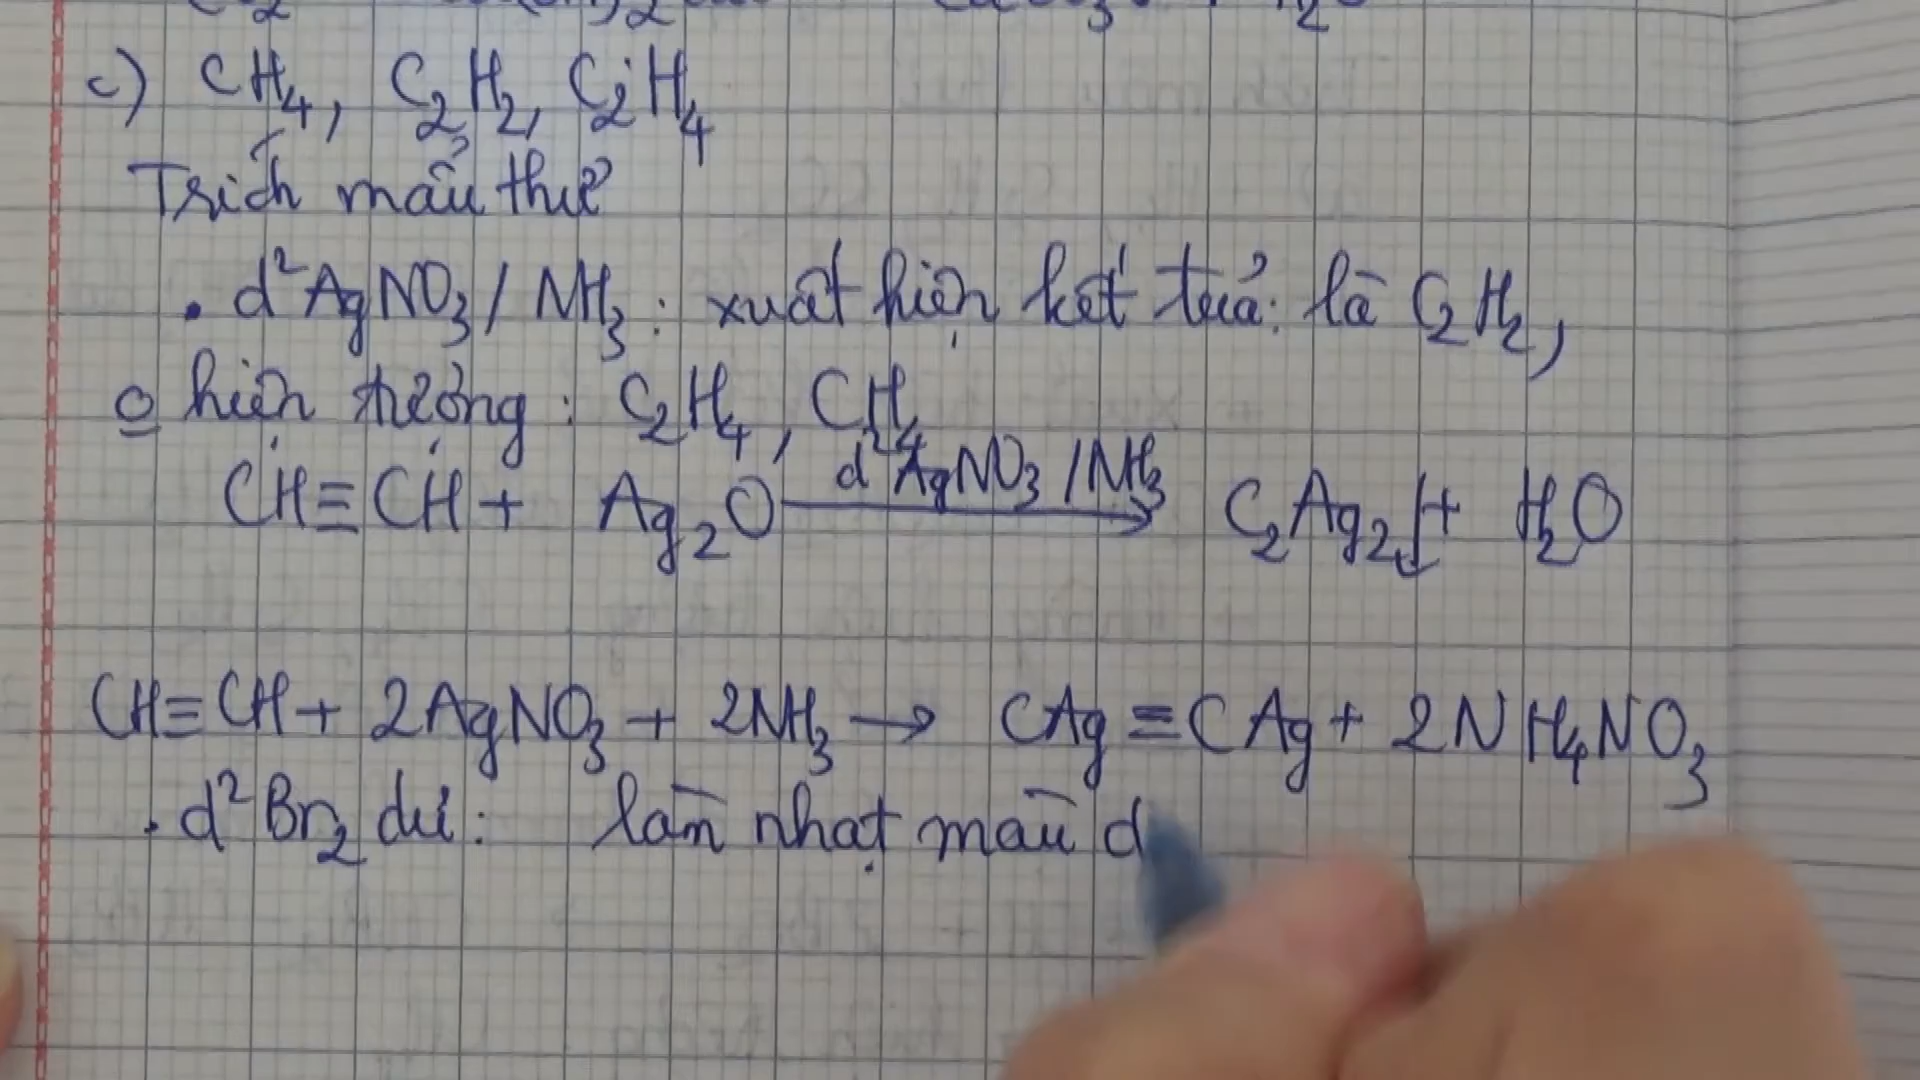 c) CH₄, C₂H₂, C₂H₄
Trích mẫu thử
. d² AgNO₃ / NH₃ : xuất hiện kết tủa: là C₂H₂,
o hiện tượng : C₂H₄, CH₄
CH≡CH + Ag₂O d² AgNO₃ / NH₃ → C₂Ag₂↓ + H₂O
CH≡CH + 2AgNO₃ + 2NH₃ → CAg≡CAg + 2NH₄NO₃
. d² Br₂ dư : làm nhạt màu d